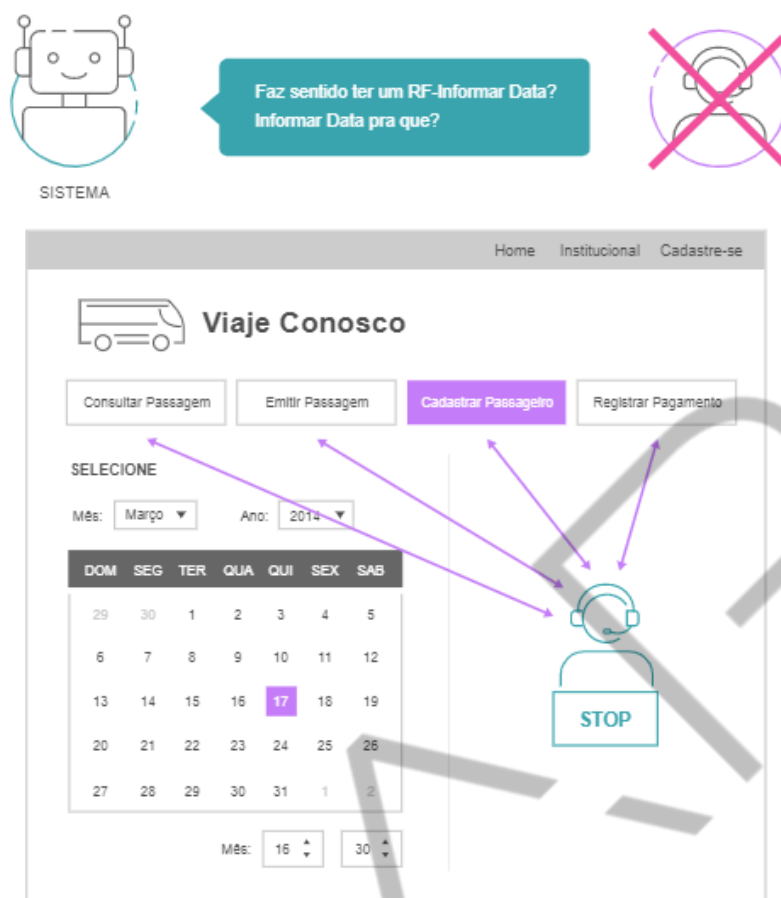 Faz sentido ter um RF-Informar Data?
Informar Data pra que?
SISTEMA
Home Institucional Cadastre-se
Viaje Conosco
Consultar Passagem Emitir Passagem Cadastrar Passageiro Registrar Pagamento
SELECIONE
Mês: Março Ano: 2014
DOM SEG TER QUA QUI SEX SAB
29 30 1 2 3 4 5
6 7 8 9 10 11 12
13 14 15 16 17 18 19
20 21 22 23 24 25 26
27 28 29 30 31 1 2
STOP
Mês: 16 30